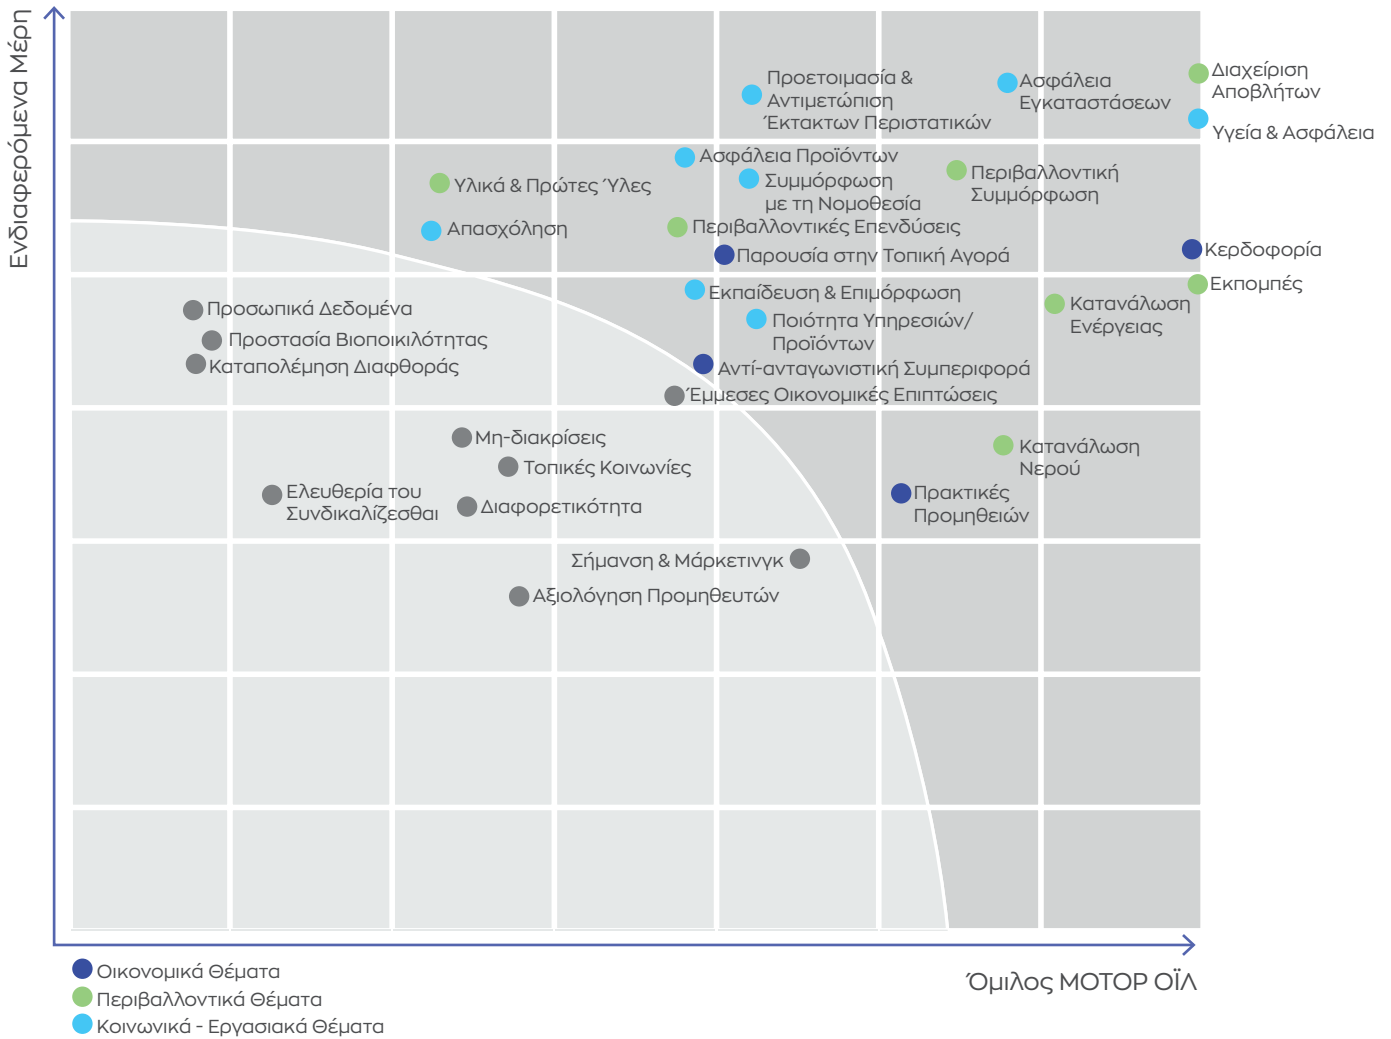 Ενδιαφερόμενα Μέρη
Προετοιμασία &
Αντιμετώπιση
Έκτακτων Περιστατικών
Ασφάλεια
Εγκαταστάσεων
Διαχείριση
Αποβλήτων
Υγεία & Ασφάλεια
Ασφάλεια Προϊόντων
Συμμόρφωση
με τη Νομοθεσία
Περιβαλλοντική
Συμμόρφωση
Υλικά & Πρώτες Ύλες
Απασχόληση
Περιβαλλοντικές Επενδύσεις
Παρουσία στην Τοπική Αγορά
Κερδοφορία
Εκπομπές
Εκπαίδευση & Επιμόρφωση
Κατανάλωση
Ενέργειας
Ποιότητα Υπηρεσιών/
Προϊόντων
Προσωπικά Δεδομένα
Προστασία Βιοποικιλότητας
Καταπολέμηση Διαφθοράς
Αντί-ανταγωνιστική Συμπεριφορά
Έμμεσες Οικονομικές Επιπτώσεις
Μη-διακρίσεις
Τοπικές Κοινωνίες
Κατανάλωση
Νερού
Ελευθερία του
Συνδικαλίζεσθαι
Διαφορετικότητα
Πρακτικές
Προμηθειών
Σήμανση & Μάρκετινγκ
Αξιολόγηση Προμηθευτών
Όμιλος ΜΟΤΟΡ ΟΪΛ
Οικονομικά Θέματα
Περιβαλλοντικά Θέματα
Κοινωνικά - Εργασιακά Θέματα